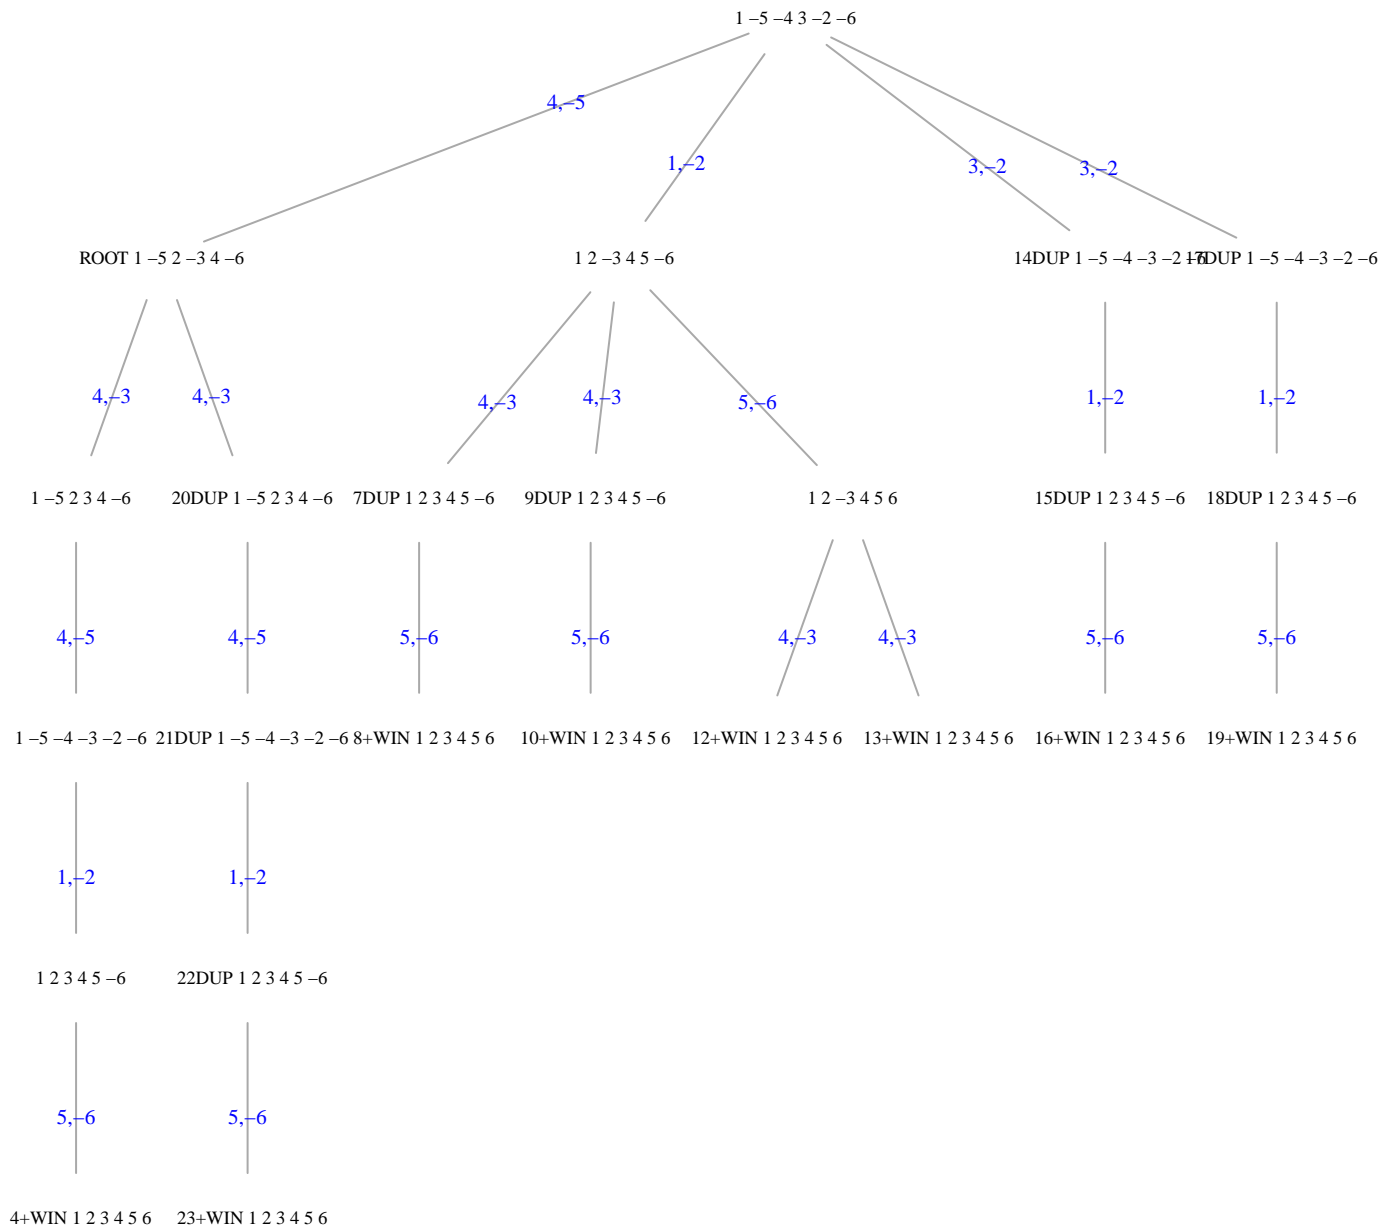 1 –5 –4 3 –2 –6
4,–5
1,–2
3,–2
3,–2
ROOT 1 –5 2 –3 4 –6
1 2 –3 4 5 –6
14DUP 1 –5 –4 –3 –2 –6
17DUP 1 –5 –4 –3 –2 –6
4,–3
4,–3
4,–3
4,–3
5,–6
1,–2
1,–2
1 –5 2 3 4 –6
20DUP 1 –5 2 3 4 –6
7DUP 1 2 3 4 5 –6
9DUP 1 2 3 4 5 –6
1 2 –3 4 5 6
15DUP 1 2 3 4 5 –6
18DUP 1 2 3 4 5 –6
4,–5
4,–5
5,–6
5,–6
4,–3
4,–3
5,–6
5,–6
1 –5 –4 –3 –2 –6
21DUP 1 –5 –4 –3 –2 –6
8+WIN 1 2 3 4 5 6
10+WIN 1 2 3 4 5 6
12+WIN 1 2 3 4 5 6
13+WIN 1 2 3 4 5 6
16+WIN 1 2 3 4 5 6
19+WIN 1 2 3 4 5 6
1,–2
1,–2
1 2 3 4 5 –6
22DUP 1 2 3 4 5 –6
5,–6
5,–6
4+WIN 1 2 3 4 5 6
23+WIN 1 2 3 4 5 6